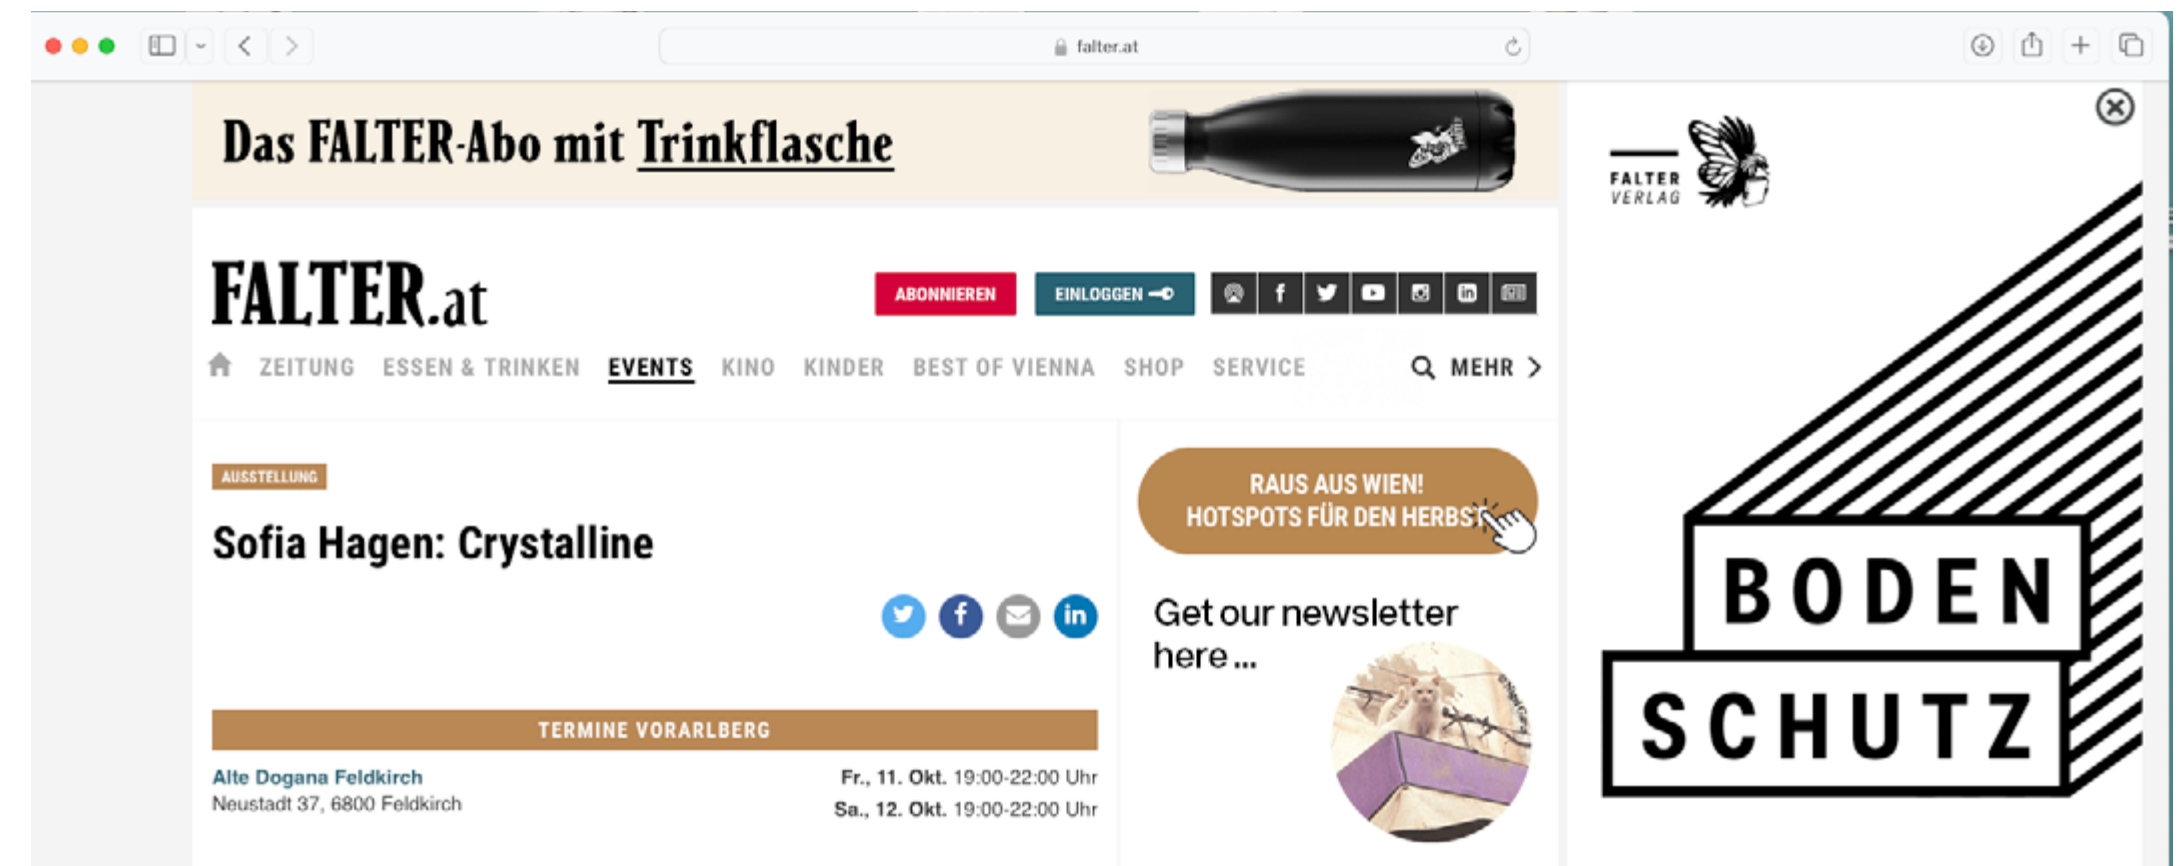 falter.at
Das FALTER-Abo mit Trinkflasche
FALTER
VERLAG
FALTER.at
ABONNIEREN
EINLOGGEN
ZEITUNG ESSEN & TRINKEN EVENTS KINO KINDER BEST OF VIENNA SHOP SERVICE MEHR
AUSSTELLUNG
Sofia Hagen: Crystalline
RAUS AUS WIEN!
HOTSPOTS FÜR DEN HERBST
Get our newsletter
here ...
TERMINE VORARLBERG
Alte Dogana Feldkirch
Neustadt 37, 6800 Feldkirch
Fr., 11. Okt. 19:00-22:00 Uhr
Sa., 12. Okt. 19:00-22:00 Uhr
BODEN
SCHUTZ